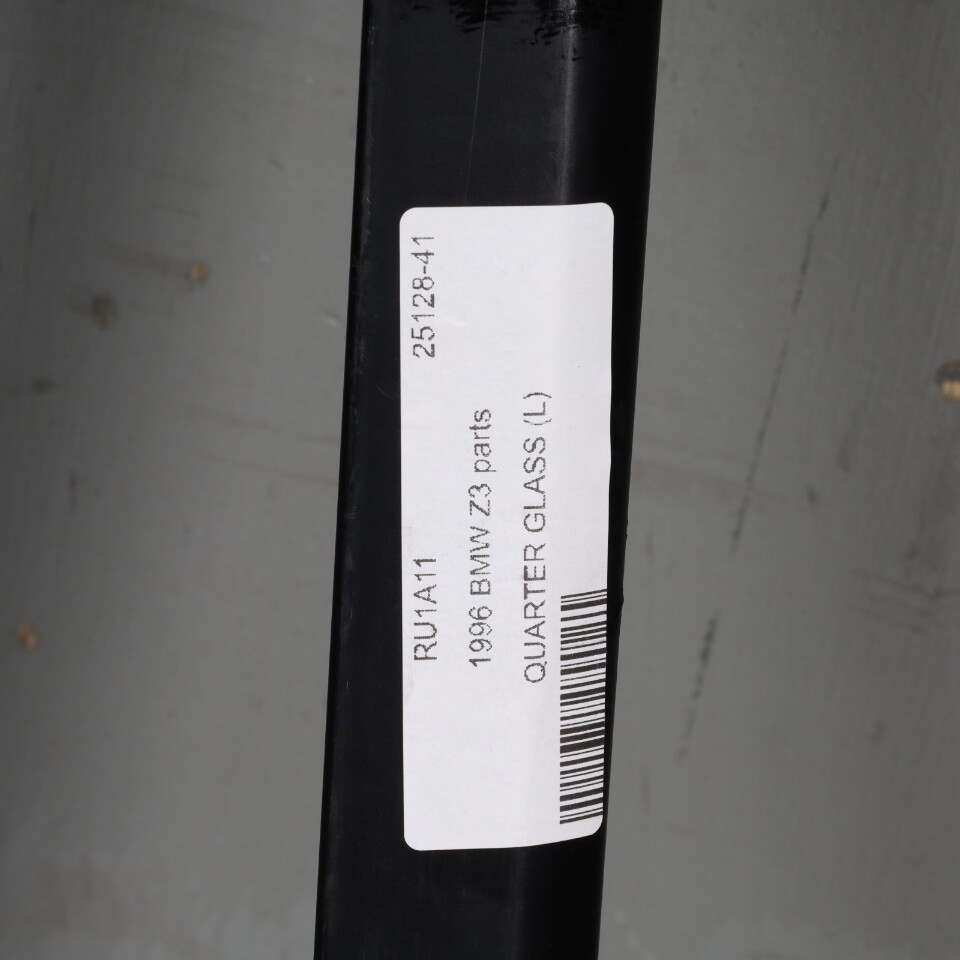 RU1A11 25128-41
1996 BMW Z3 parts
QUARTER GLASS (L)